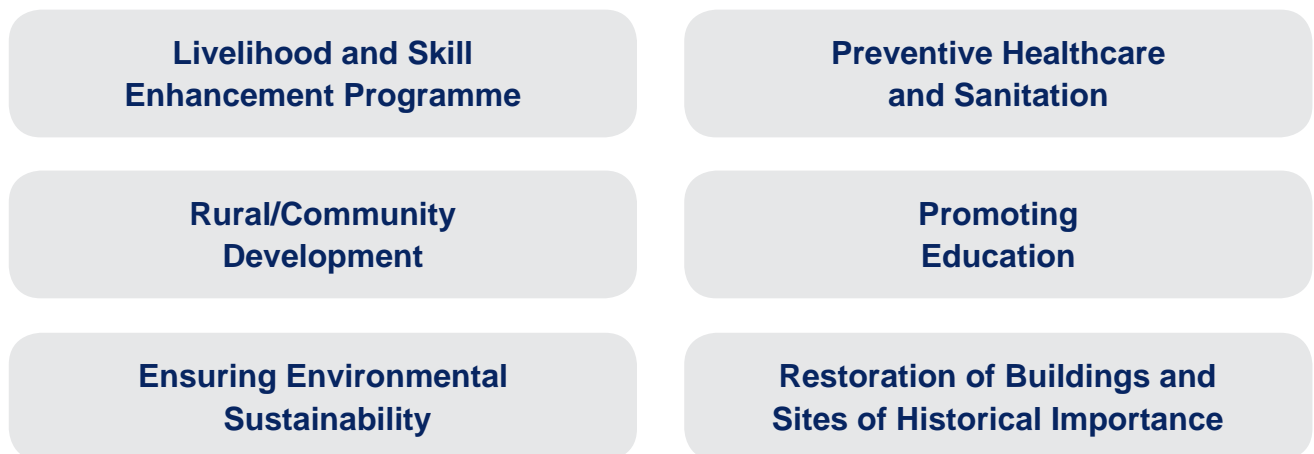 Livelihood and Skill
Enhancement Programme
Preventive Healthcare
and Sanitation
Rural/Community
Development
Promoting
Education
Ensuring Environmental
Sustainability
Restoration of Buildings and
Sites of Historical Importance